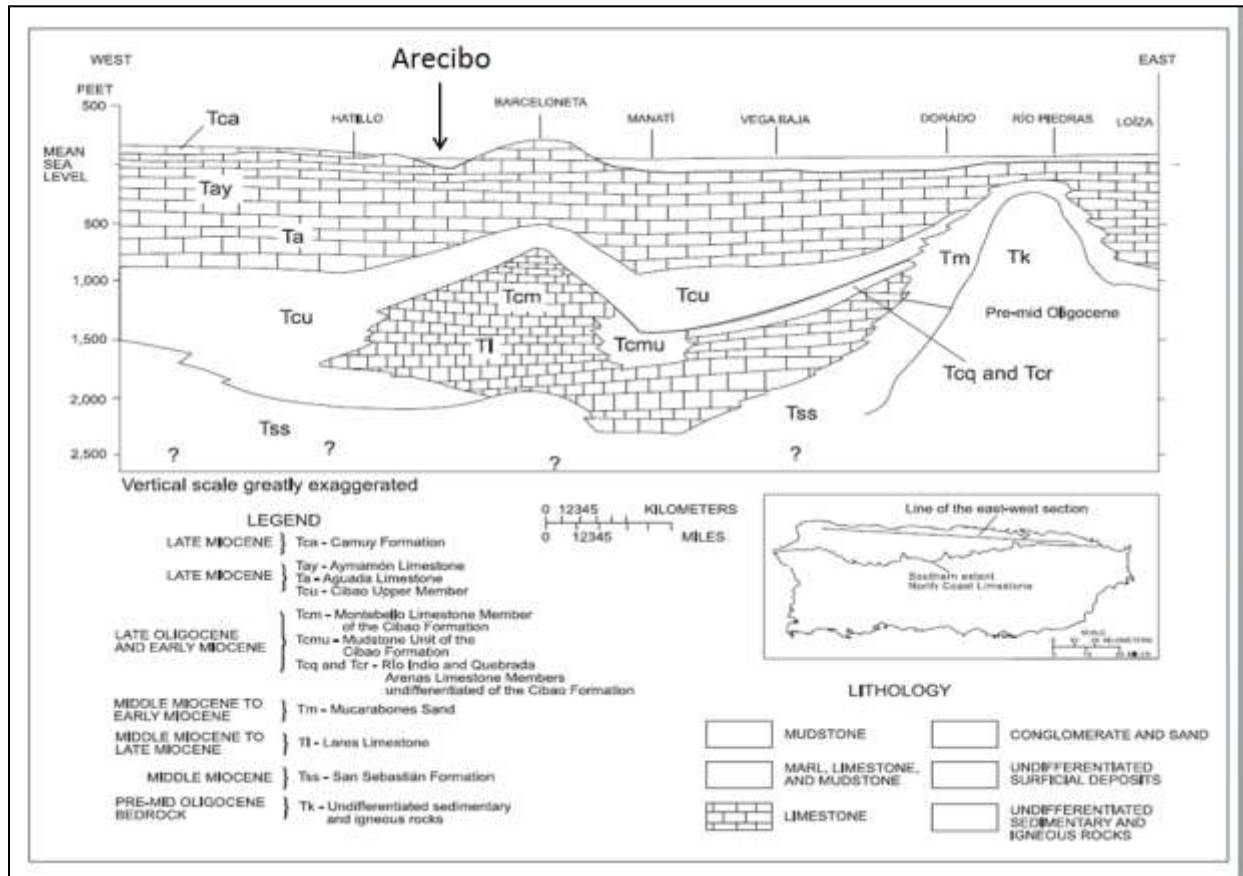 WEST
Arecibo
EAST
FEET
500
Tca
HATILLO
BARCELONETA
MANATÍ
VEGA BAJA
DORADO
RÍO PIEDRAS
LOÍZA
MEAN
SEA
LEVEL
Tay
500
Ta
Tm
Tk
1,000
Tcm
Tcu
Pre-mid Oligocene
Tcu
1,500
Tl
Tcmu
Tcq and Tcr
2,000
Tss
Tss
2,500
?
?
?
?
Vertical scale greatly exaggerated
LEGEND
0 12345 KILOMETERS
0 12345 MILES
LATE MIOCENE } Tca - Camuy Formation
LATE MIOCENE } Tay - Aymamón Limestone
Ta - Aguada Limestone
Tcu - Cibao Upper Member
LATE OLIGOCENE
AND EARLY MIOCENE } Tcm - Montebello Limestone Member
of the Cibao Formation
Tcmu - Mudstone Unit of the
Cibao Formation
Tcq and Tcr - Río Indio and Quebrada
Arenas Limestone Members
undifferentiated of the Cibao Formation
MIDDLE MIOCENE TO
EARLY MIOCENE } Tm - Mucarabones Sand
MIDDLE MIOCENE TO
LATE MIOCENE } Tl - Lares Limestone
MIDDLE MIOCENE } Tss - San Sebastián Formation
PRE-MID OLIGOCENE
BEDROCK } Tk - Undifferentiated sedimentary
and igneous rocks
Line of the east-west section
Southern extent
North Coast Limestone
LITHOLOGY
MUDSTONE
MARL, LIMESTONE,
AND MUDSTONE
LIMESTONE
CONGLOMERATE AND SAND
UNDIFFERENTIATED
SURFICIAL DEPOSITS
UNDIFFERENTIATED
SEDIMENTARY AND
IGNEOUS ROCKS